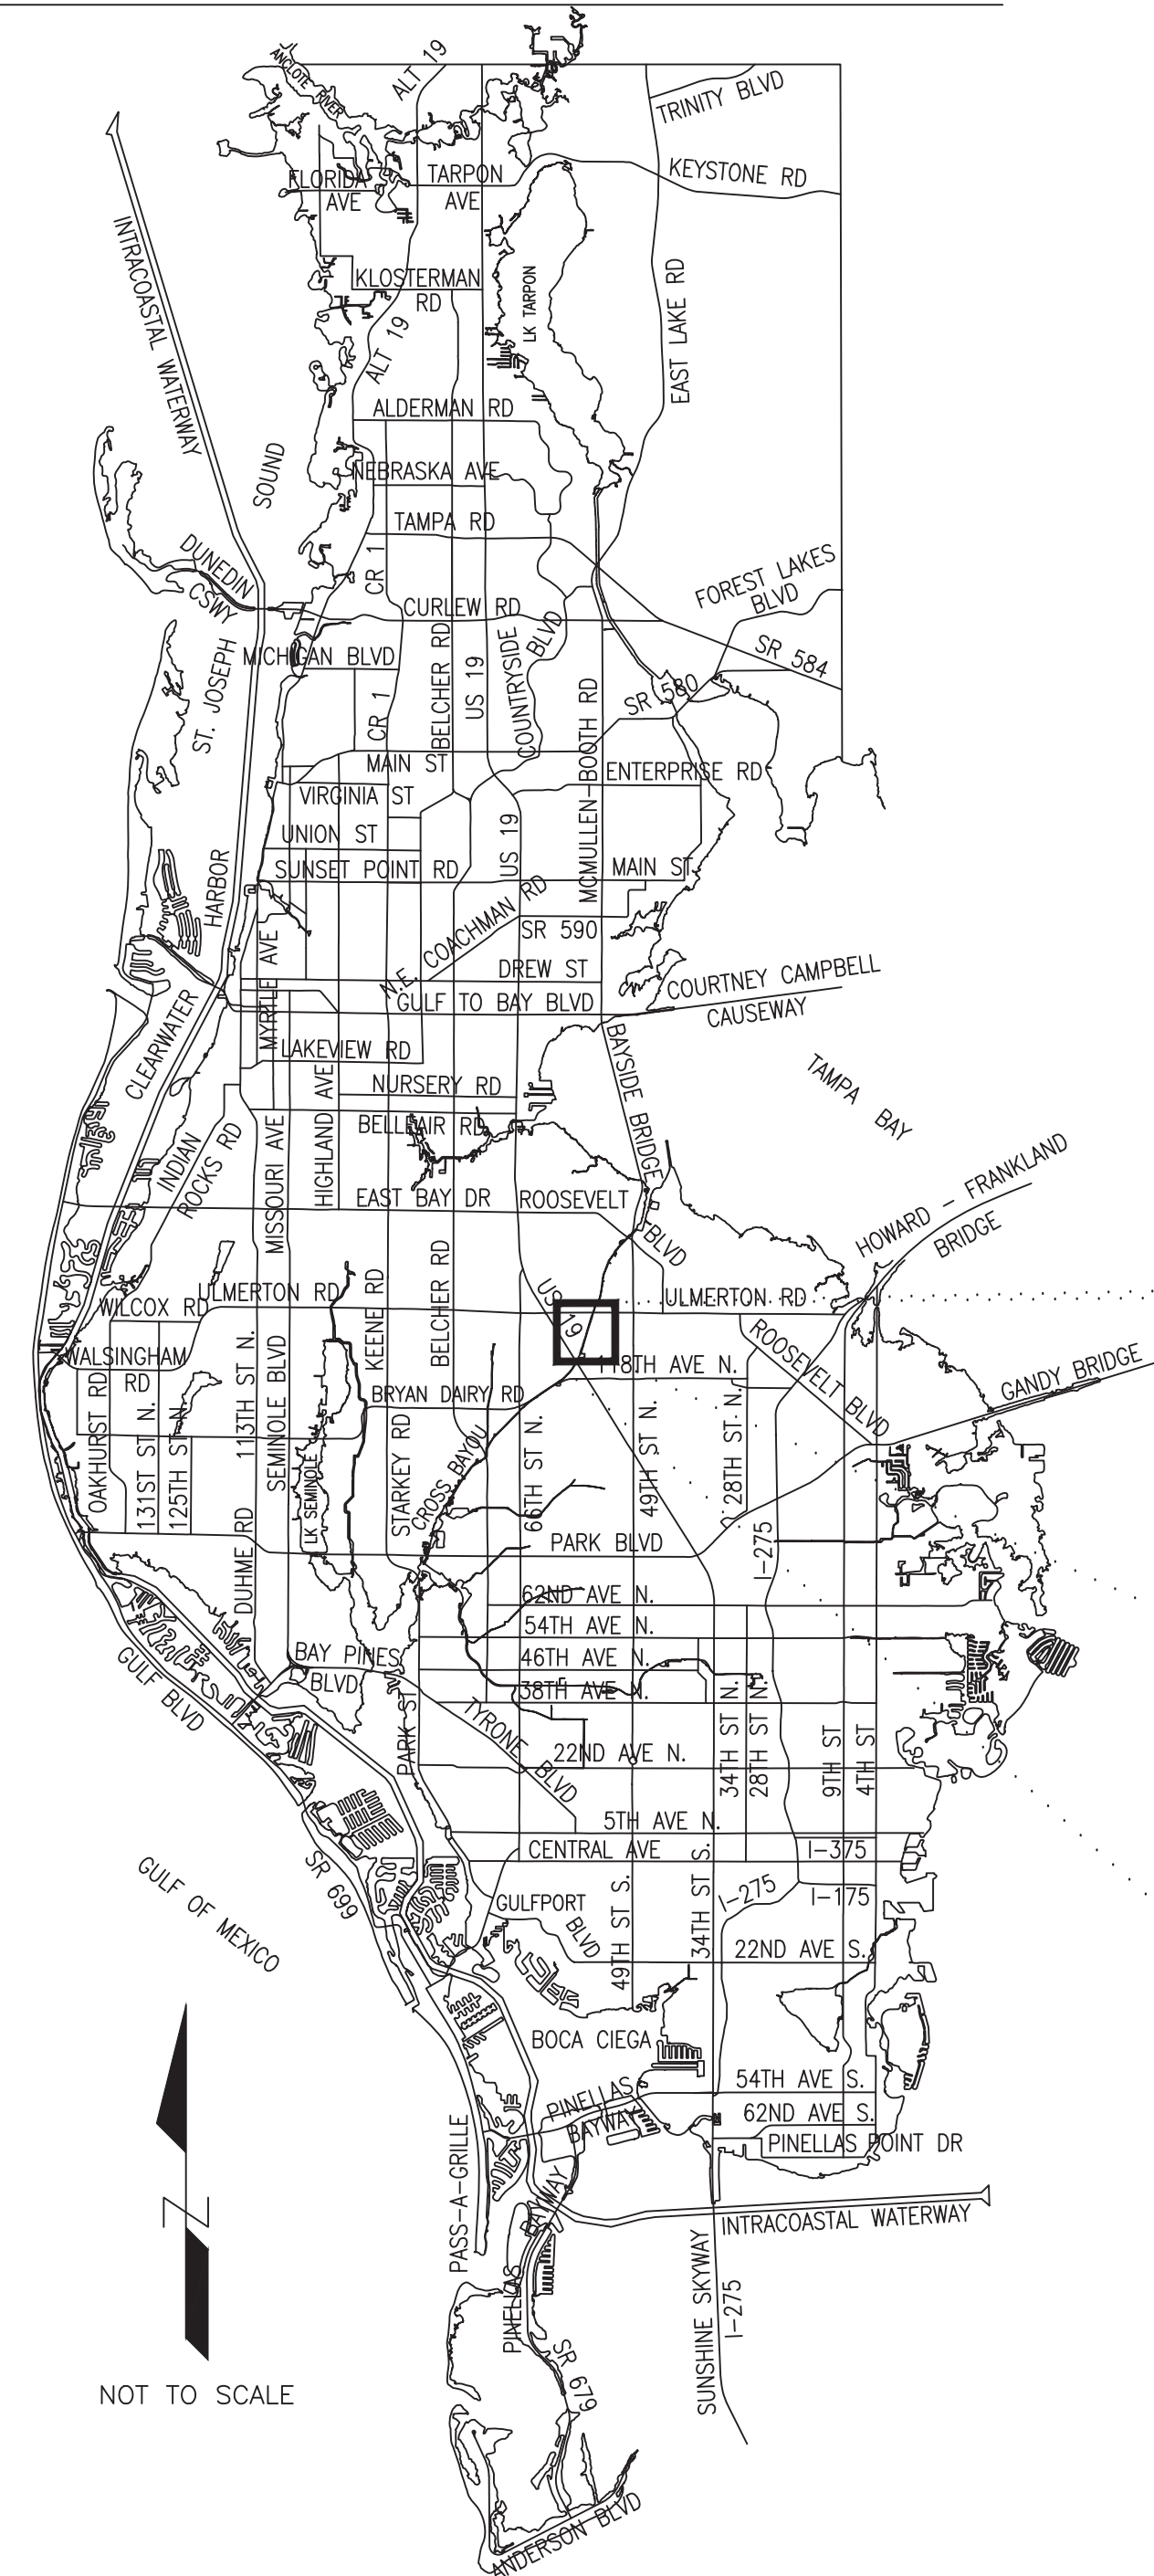 ANCLOTE RIVER
ALT 19
TRINITY BLVD
KEYSTONE RD
TARPON
AVE
FLORIDA
AVE
INTRACOASTAL WATERWAY
KLOSTERMAN
RD
LK TARPON
EAST LAKE RD
ALT 19
ALDERMAN RD
SOUND
NEBRASKA AVE
TAMPA RD
DUNEDIN
CSWY
CR 1
FOREST LAKES
BLVD
CURLEW RD
ST. JOSEPH
MICHIGAN BLVD
BELCHER RD
US 19
COUNTRYSIDE
BLVD
SR 584
SR 580
CR 1
MCMULLEN-BOOTH RD
MAIN ST
ENTERPRISE RD
VIRGINIA ST
UNION ST
US 19
SUNSET POINT RD
MAIN ST
HARBOR
N.E. COACHMAN RD
SR 590
MYRTLE AVE
DREW ST
COURTNEY CAMPBELL
CAUSEWAY
GULF TO BAY BLVD
CLEARWATER
LAKEVIEW RD
BAYSIDE BRIDGE
TAMPA BAY
NURSERY RD
HIGHLAND AVE
BELLEAIR RD
INDIAN
ROCKS RD
MISSOURI AVE
EAST BAY DR
ROOSEVELT
BLVD
HOWARD - FRANKLAND
BRIDGE
ULMERTON RD
KEENE RD
BELCHER RD
US
19
ULMERTON RD
WILCOX RD
WALSINGHAM
RD
113TH ST N.
SEMINOLE BLVD
118TH AVE N.
ROOSEVELT BLVD
GANDY BRIDGE
BRYAN DAIRY RD
OAKHURST RD
131ST ST N.
125TH ST N.
LK SEMINOLE
STARKEY RD
CROSS BAYOU
66TH ST N.
49TH ST N.
28TH ST N.
DUHME RD
PARK BLVD
I-275
62ND AVE N.
54TH AVE N.
BAY PINES
BLVD
46TH AVE N.
38TH AVE N.
GULF BLVD
PARK ST
TYRONE BLVD
34TH ST N.
28TH ST N.
22ND AVE N.
9TH ST
4TH ST
5TH AVE N.
CENTRAL AVE
I-375
SR 699
GULF OF MEXICO
34TH ST S.
I-275
I-175
GULFPORT
BLVD
49TH ST S.
22ND AVE S.
BOCA CIEGA
54TH AVE S.
PINELLAS
BAYWAY
62ND AVE S.
PINELLAS POINT DR
PASS-A-GRILLE
PINELLAS
BAYWAY
INTRACOASTAL WATERWAY
SUNSHINE SKYWAY
I-275
N
SR 679
NOT TO SCALE
ANDERSON BLVD